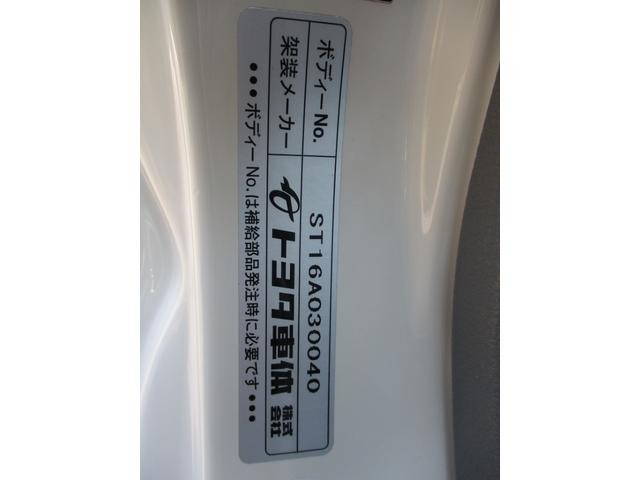 ボディーNo. ST16A030040
架装メーカー トヨタ車体 株式会社
●●●ボディーNo.は補給部品発注時に必要です●●●